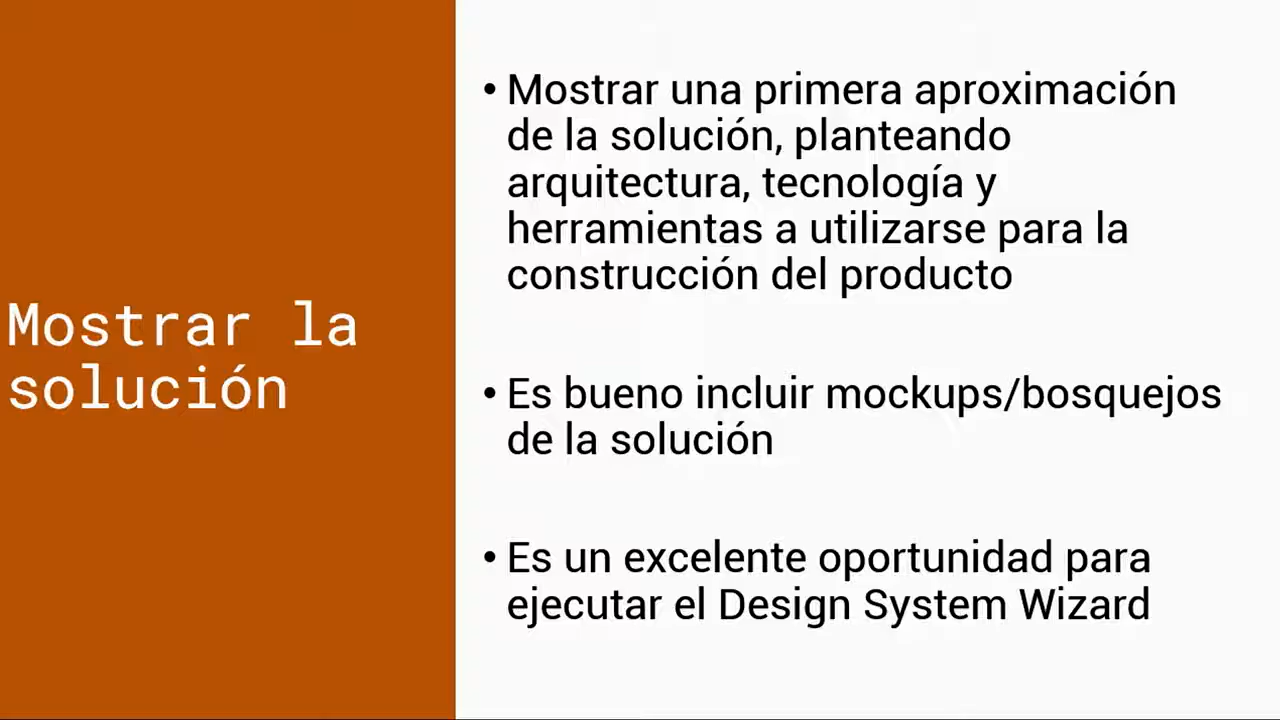 Mostrar la
solución
• Mostrar una primera aproximación
de la solución, planteando
arquitectura, tecnología y
herramientas a utilizarse para la
construcción del producto
• Es bueno incluir mockups/bosquejos
de la solución
• Es un excelente oportunidad para
ejecutar el Design System Wizard